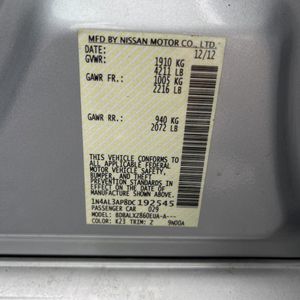 MFD BY NISSAN MOTOR CO., LTD.
DATE: 12/12
GVWR: 1910 KG
4211 LB
GAWR FR: 1005 KG
2216 LB
GAWR RR: 940 KG
2072 LB
THIS VEHICLE CONFORMS TO ALL
APPLICABLE FEDERAL MOTOR VEHICLE SAFETY,
BUMPER, AND THEFT
PREVENTION STANDARDS IN EFFECT ON THE
DATE OF MANUFACTURE SHOWN ABOVE.
1N4AL3AP8DC192545
PASSENGER CAR 029
MODEL: BDBALXZ860EUA-A---
COLOR: K23 TRIM: Z 9N00A